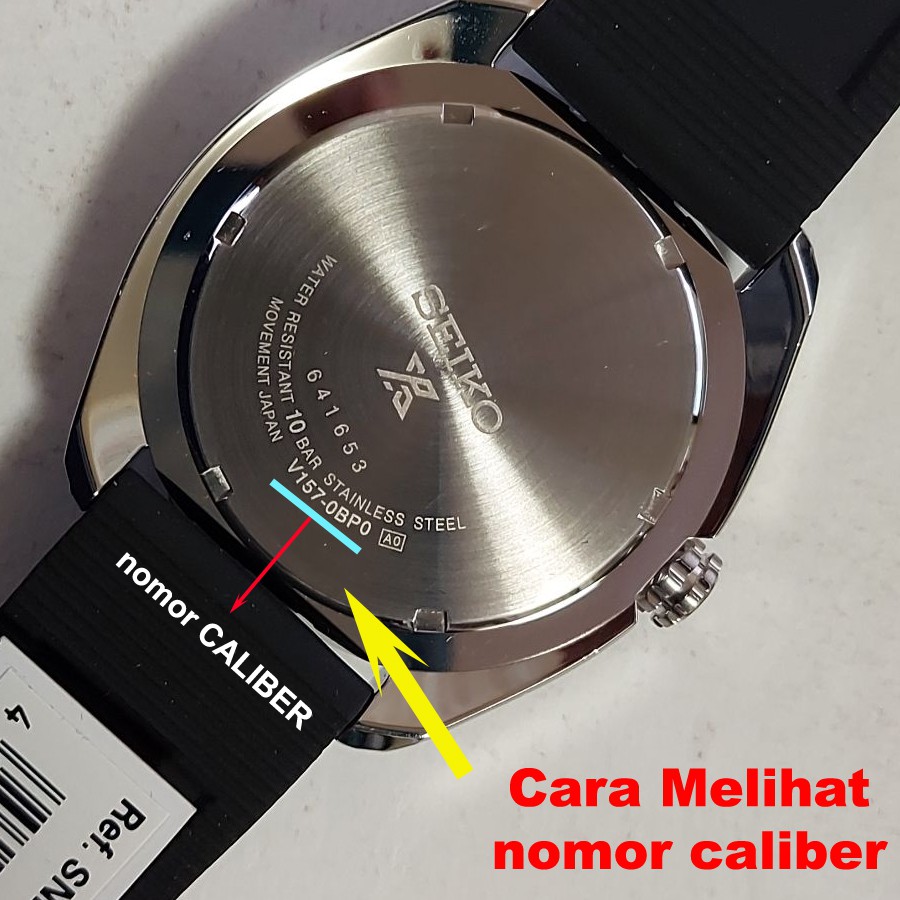 SEIKO
641653
WATER RESISTANT 10 BAR STAINLESS STEEL
MOVEMENT JAPAN V157-0BP0 A0
nomor CALIBER
Cara Melihat
nomor caliber
4
Ref. SN